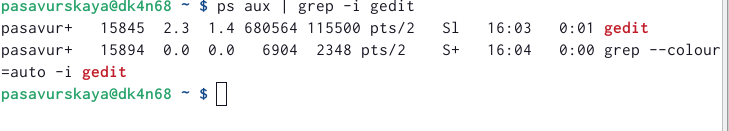 pasavurskaya@dk4n68 ~ $ ps aux | grep -i gedit
pasavur+   15845  2.3  1.4 680564 115500 pts/2   Sl   16:03   0:01 gedit
pasavur+   15894  0.0  0.0   6904  2348 pts/2    S+   16:04   0:00 grep --colour
=auto -i gedit
pasavurskaya@dk4n68 ~ $